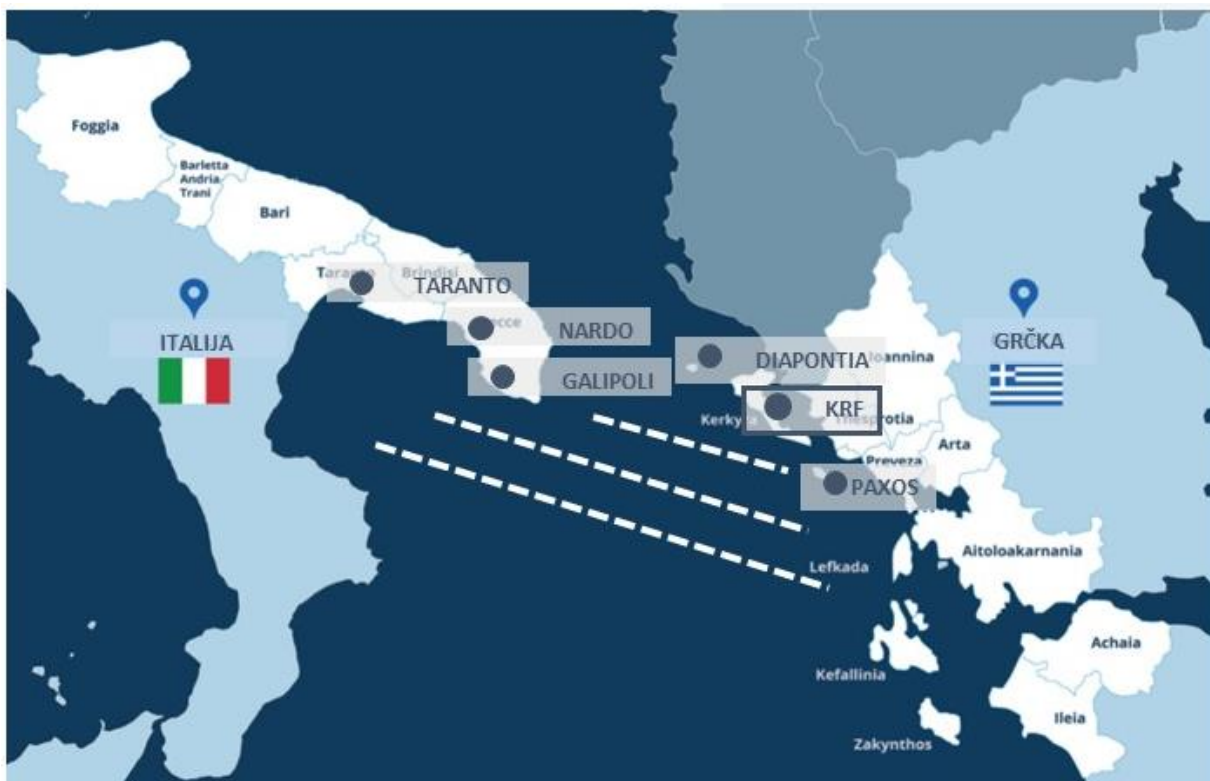 Foggia
Barletta
Andria
Trani
Bari
Taranto
Brindisi
TARANTO
ITALIJA
NARDO
GALIPOLI
DIAPONTIA
Ioannina
GRČKA
KRF
Kerkyra
Thesprotia
Arta
Preveza
PAXOS
Aitoloakarnania
Lefkada
Achaia
Kefallinia
Ileia
Zakynthos